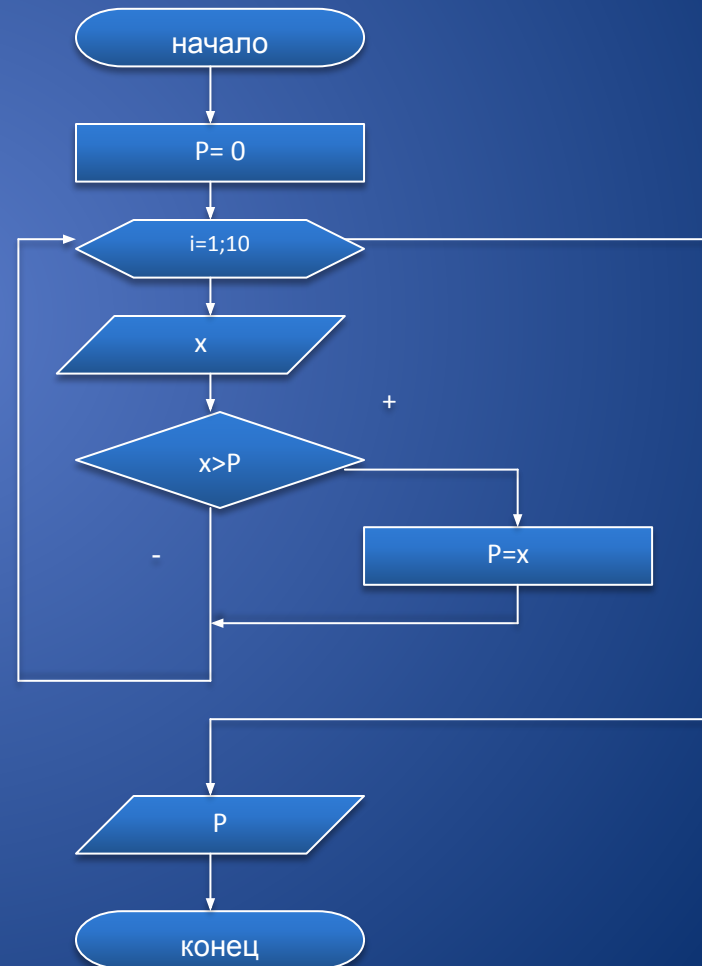 начало
P= 0
i=1;10
x
+
x>P
-
P=x
P
конец